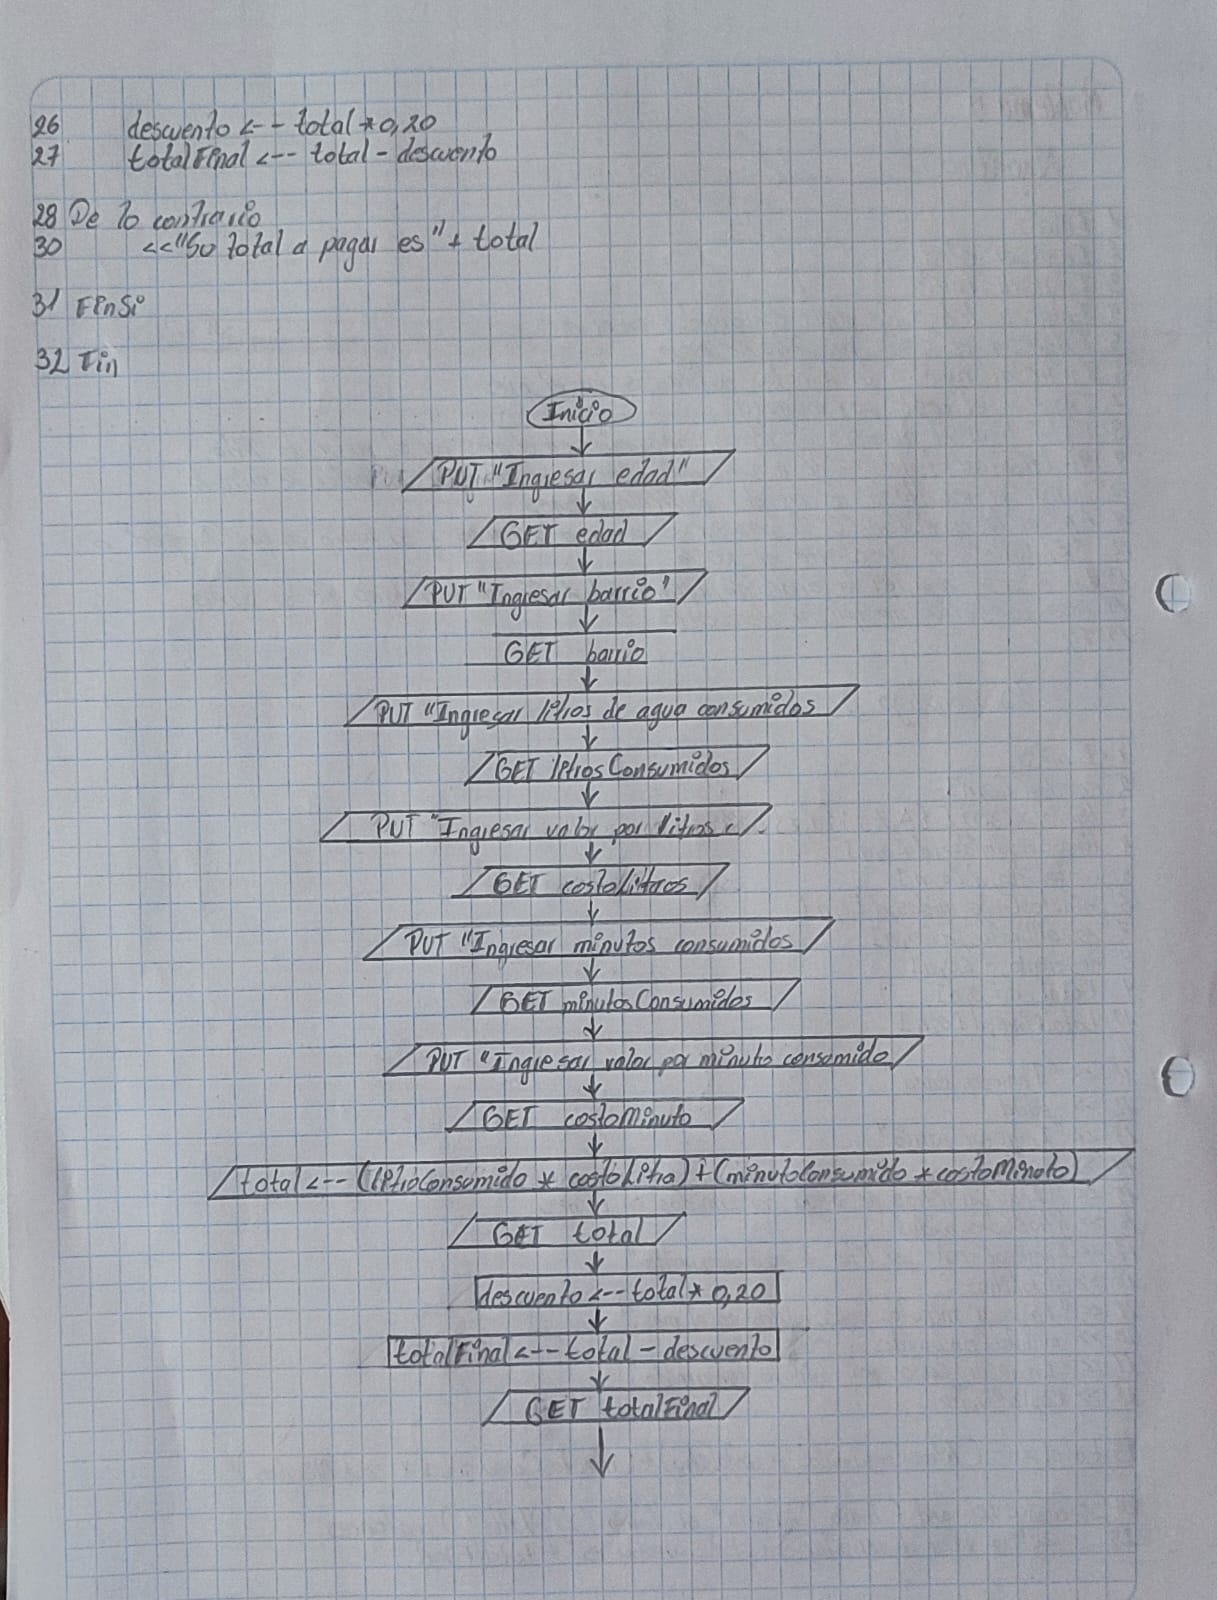 26 descuento <-- total * 0,20
27 totalFinal <--- total - descuento
28 De lo contrario
30 <<"Su total a pagar es" + total
31 FinSi
32 Fin
Inicio
PUT "Ingresar edad"
GET edad
PUT "Ingresar barrio"
GET barrio
PUT "Ingresar litros de agua consumidos
GET litrosConsumidos
PUT "Ingresar valor por litros
GET costoLitros
PUT "Ingresar minutos consumidos
GET minutosConsumidos
PUT "Ingresar valor por minuto consumido
GET costoMinuto
total <-- (litroConsumido * costoLitro) + (minutoConsumido * costoMinuto)
GET total
descuento <-- total * 0,20
totalFinal <--- total - descuento
GET totalFinal